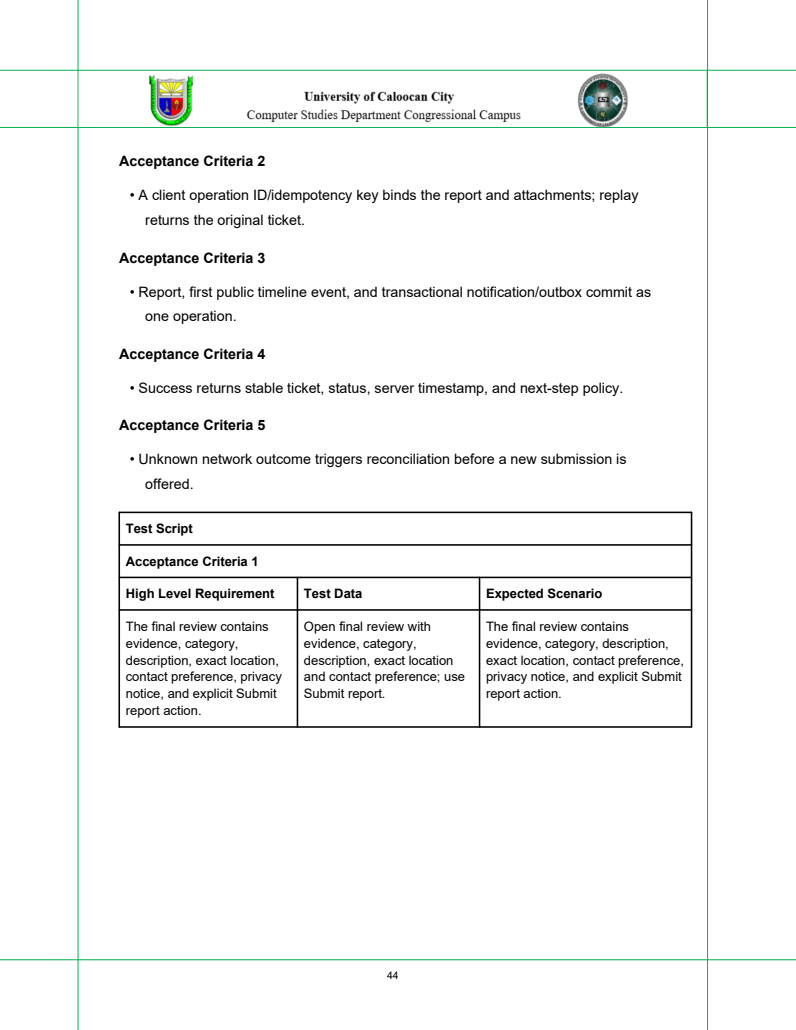 University of Caloocan City
Computer Studies Department Congressional Campus
Acceptance Criteria 2
• A client operation ID/idempotency key binds the report and attachments; replay
returns the original ticket.
Acceptance Criteria 3
• Report, first public timeline event, and transactional notification/outbox commit as
one operation.
Acceptance Criteria 4
• Success returns stable ticket, status, server timestamp, and next-step policy.
Acceptance Criteria 5
• Unknown network outcome triggers reconciliation before a new submission is
offered.
Test Script
Acceptance Criteria 1
High Level Requirement
Test Data
Expected Scenario
The final review contains
evidence, category,
description, exact location,
contact preference, privacy
notice, and explicit Submit
report action.
Open final review with
evidence, category,
description, exact location
and contact preference; use
Submit report.
The final review contains
evidence, category, description,
exact location, contact preference,
privacy notice, and explicit Submit
report action.
44